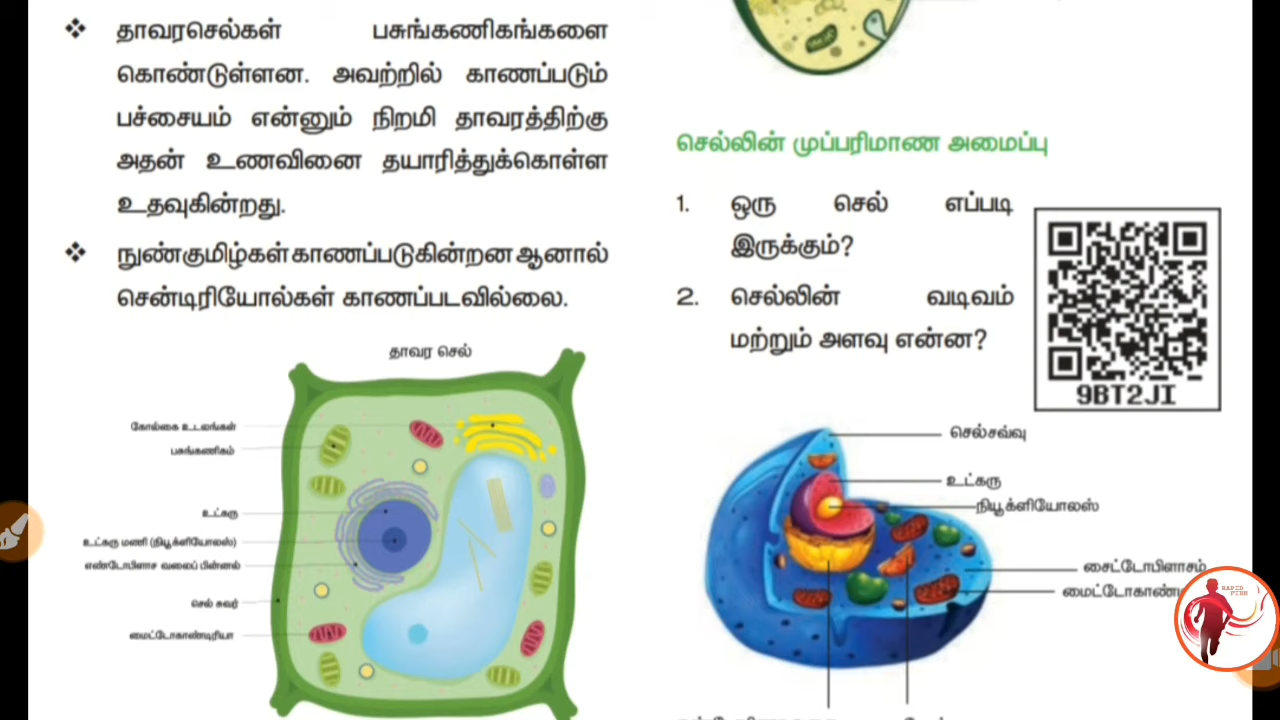 ❖ தாவரசெல்கள் பசுங்கணிகங்களை
கொண்டுள்ளன. அவற்றில் காணப்படும்
பச்சையம் என்னும் நிறமி தாவரத்திற்கு
அதன் உணவினை தயாரித்துக்கொள்ள
உதவுகின்றது.
❖ நுண்குமிழ்கள் காணப்படுகின்றன ஆனால்
சென்டிரியோல்கள் காணப்படவில்லை.
தாவர செல்
கோல்கை உடலங்கள்
பசுங்கணிகம்
உட்கரு
உட்கரு மணி (நியூக்ளியோலஸ்)
எண்டோபிளாச வலைப் பின்னல்
செல் சுவர்
மைட்டோகாண்டிரியா
செல்லின் முப்பரிமாண அமைப்பு
1. ஒரு செல் எப்படி
இருக்கும்?
2. செல்லின் வடிவம்
மற்றும் அளவு என்ன?
9BT2JI
செல்சவ்வு
உட்கரு
நியூக்ளியோலஸ்
சைட்டோபிளாசம்
RAPID
FIRE